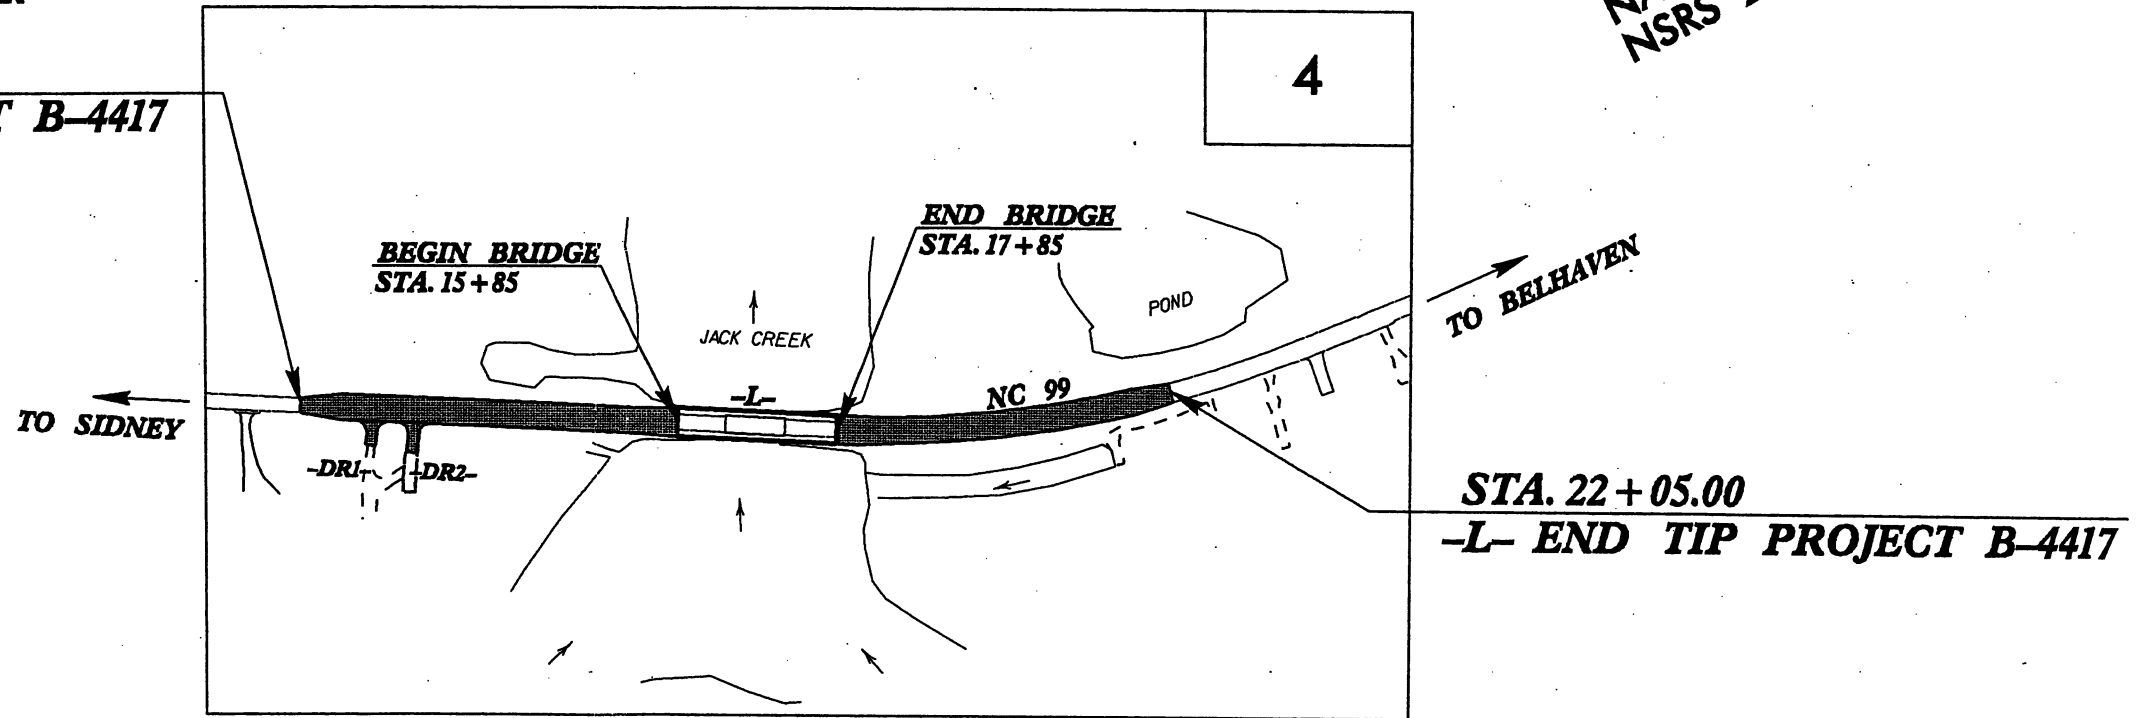 NSRS
4
B-4417
END BRIDGE
STA. 17+85
BEGIN BRIDGE
STA. 15+85
POND
TO BELHAVEN
JACK CREEK
-L-
NC 99
TO SIDNEY
-DR1-
-DR2-
STA. 22+05.00
-L- END TIP PROJECT B-4417